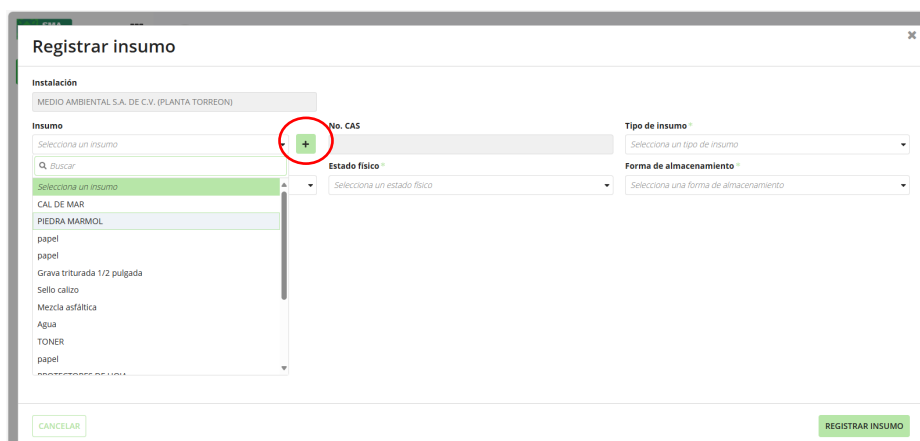 Registrar insumo
Instalación
MEDIO AMBIENTAL S.A. DE C.V. (PLANTA TORREON)
Insumo No. CAS Tipo de insumo *
Selecciona un insumo + Selecciona un tipo de insumo
Buscar Estado físico * Forma de almacenamiento *
Selecciona un insumo Selecciona un estado físico Selecciona una forma de almacenamiento
CAL DE MAR
PIEDRA MARMOL
papel
papel
Grava triturada 1/2 pulgada
Sello calizo
Mezcla asfáltica
Agua
TONER
papel
CANCELAR REGISTRAR INSUMO